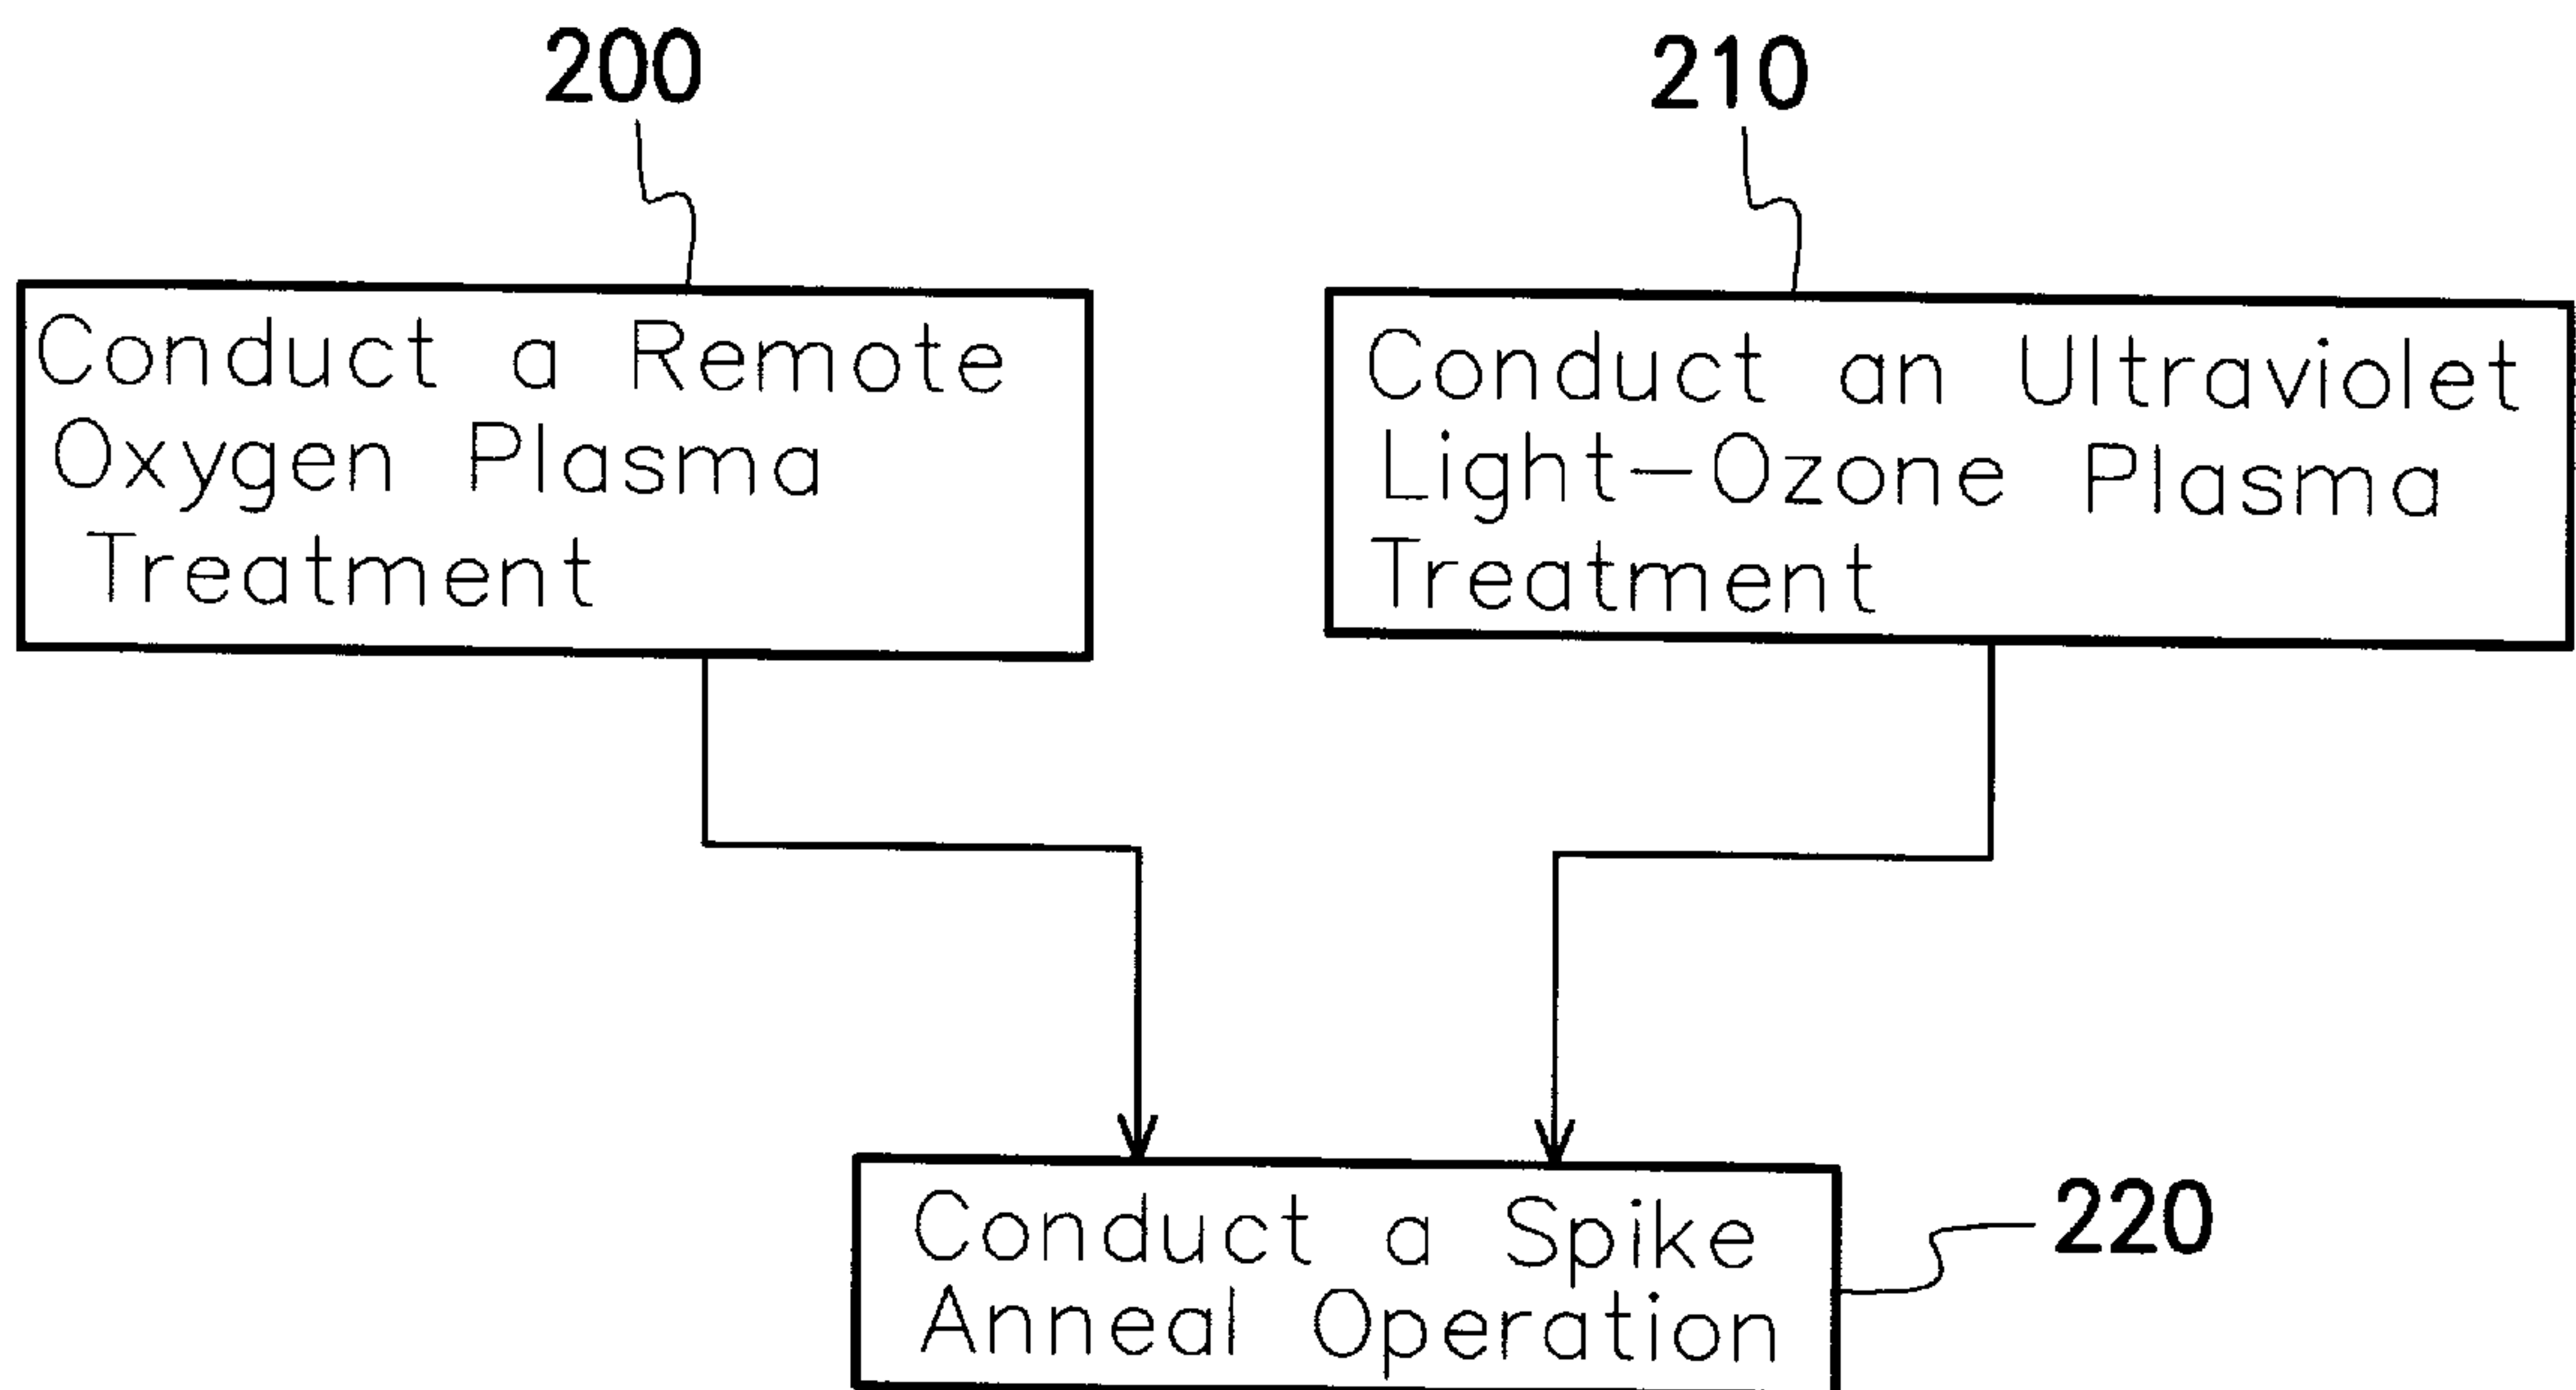 200
Conduct a Remote
Oxygen Plasma
Treatment
210
Conduct an Ultraviolet
Light-Ozone Plasma
Treatment
Conduct a Spike
Anneal Operation
220